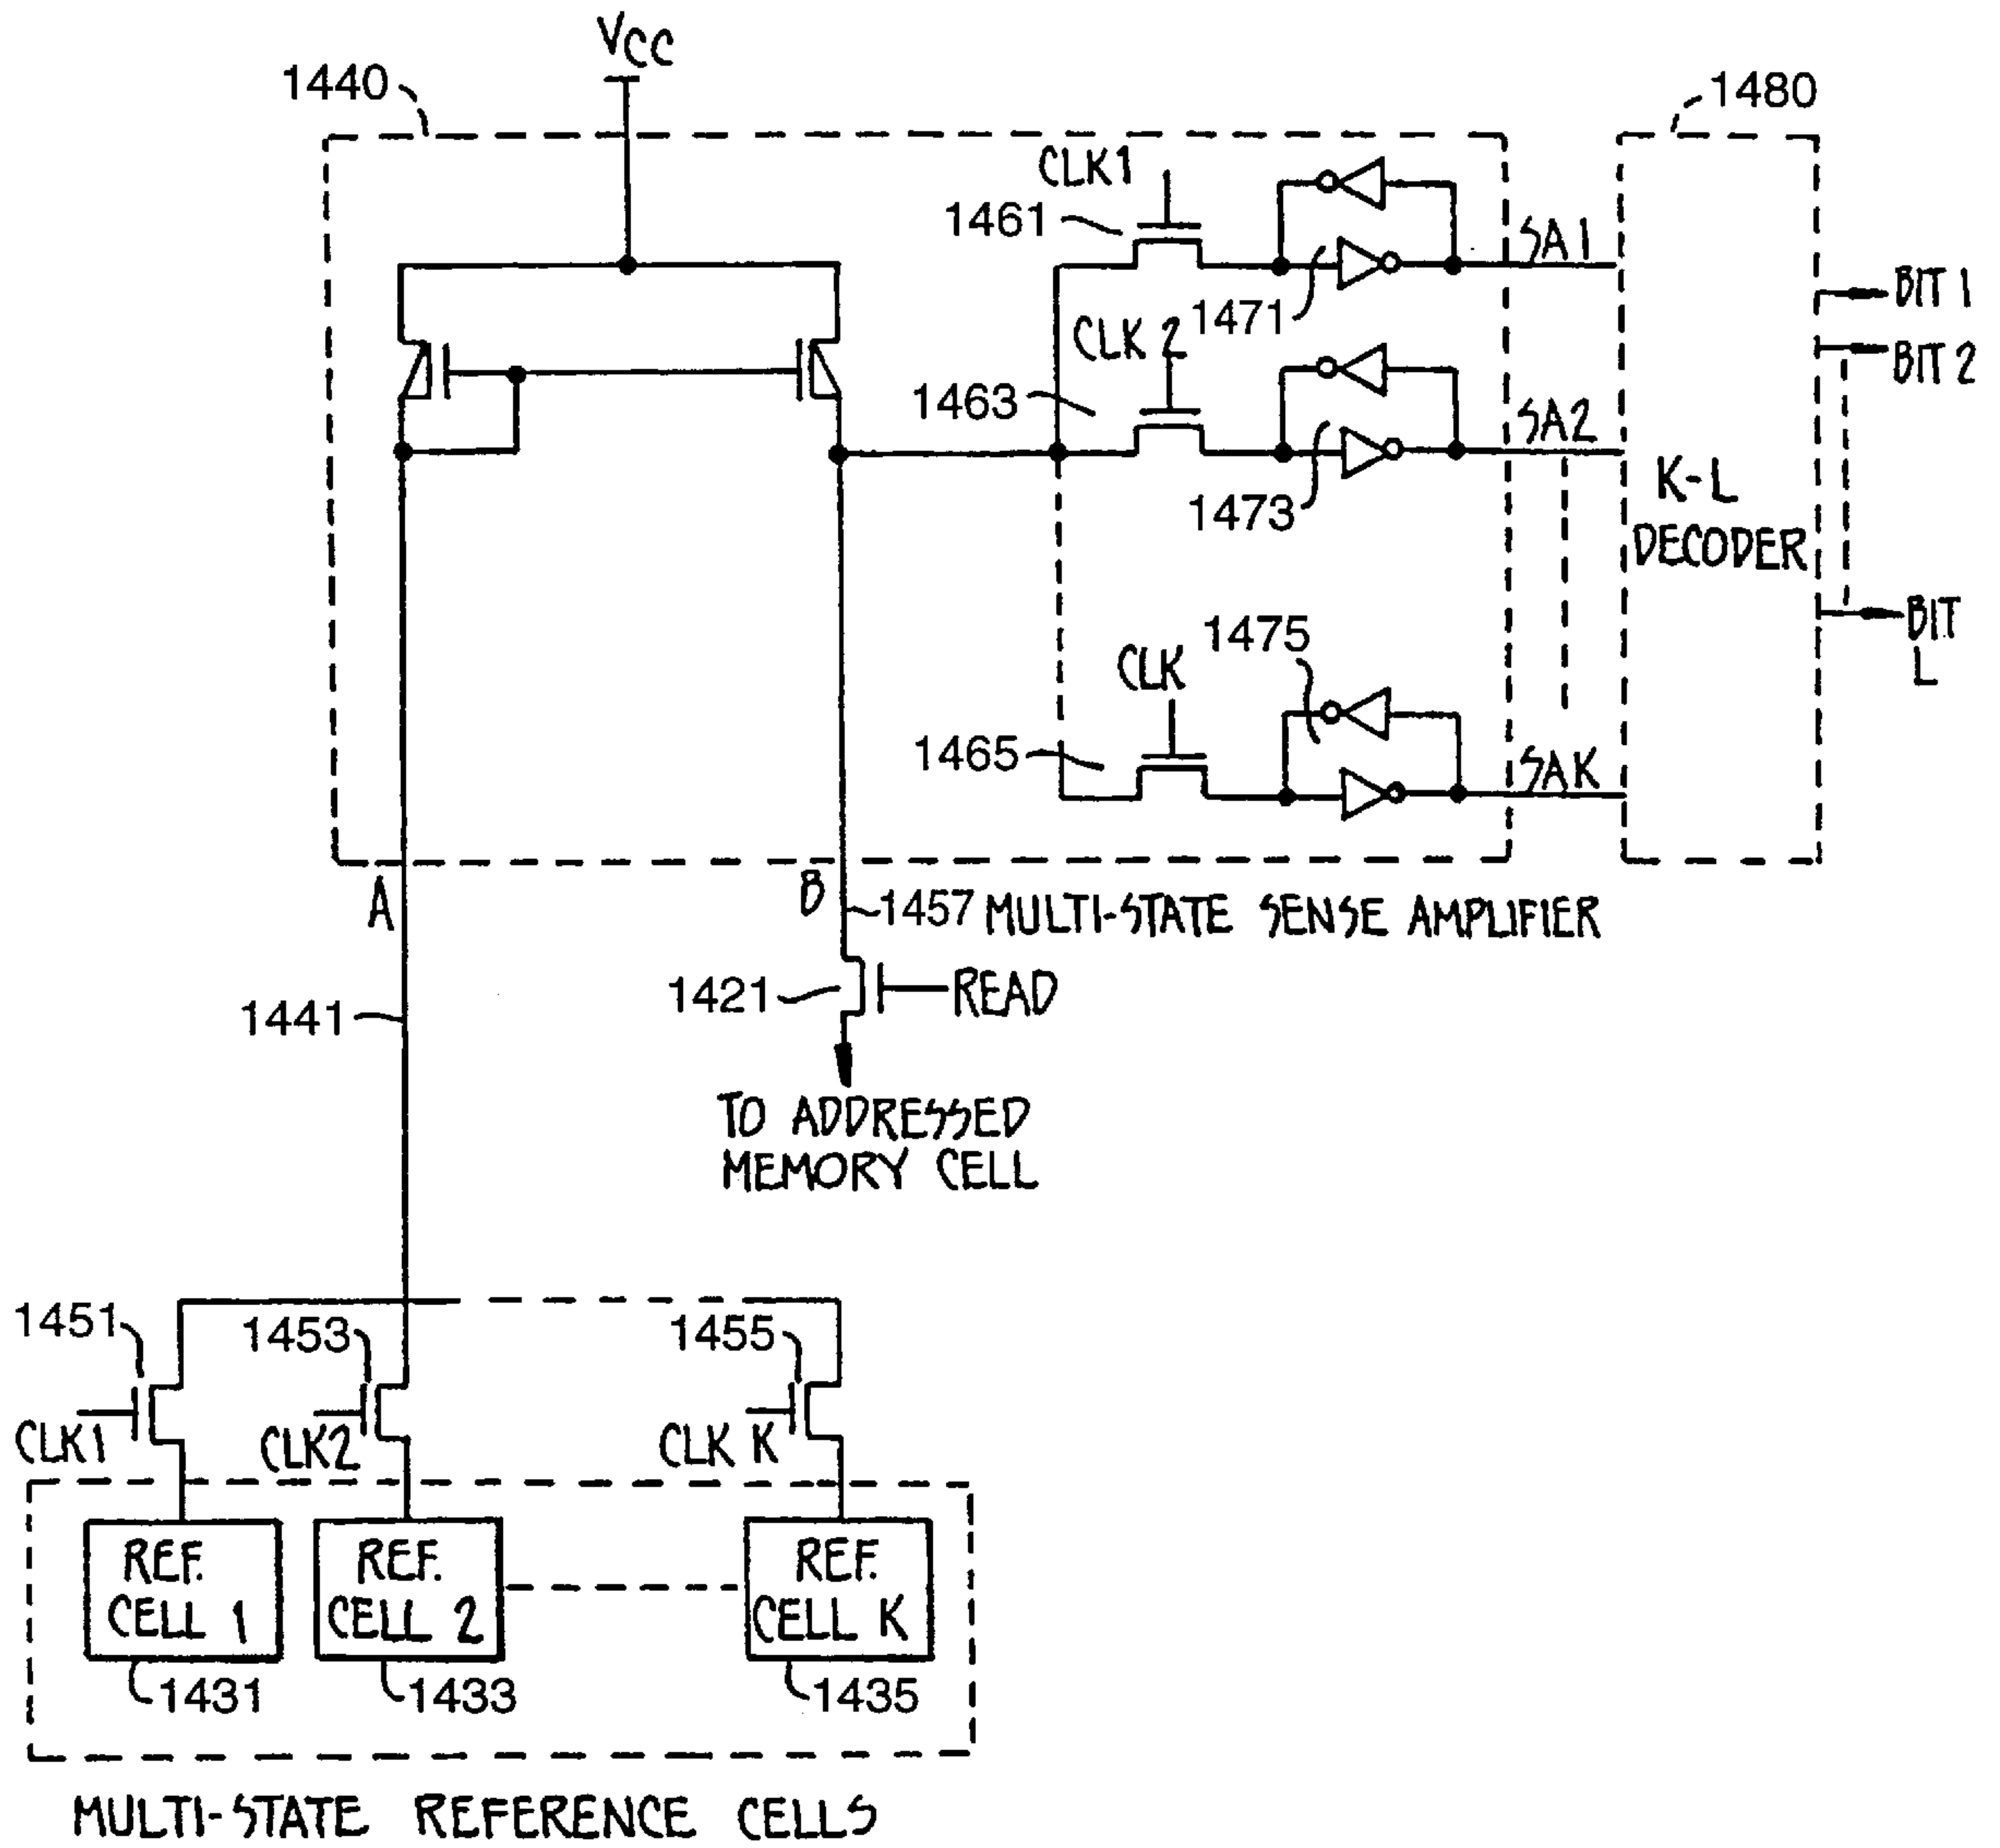 VCC
1440
1480
CLK1
1461
SA1
1471
BIT 1
CLK 2
BIT 2
1463
SA2
1473
K-L
DECODER
1475
BIT
L
CLK
1465
SAK
A
B
1457
MULTI-STATE SENSE AMPLIFIER
1421
READ
1441
TO ADDRESSED
MEMORY CELL
1451
1453
1455
CLK1
CLK2
CLK K
REF.
CELL 1
REF.
CELL 2
REF.
CELL K
1431
1433
1435
MULTI-STATE REFERENCE CELLS